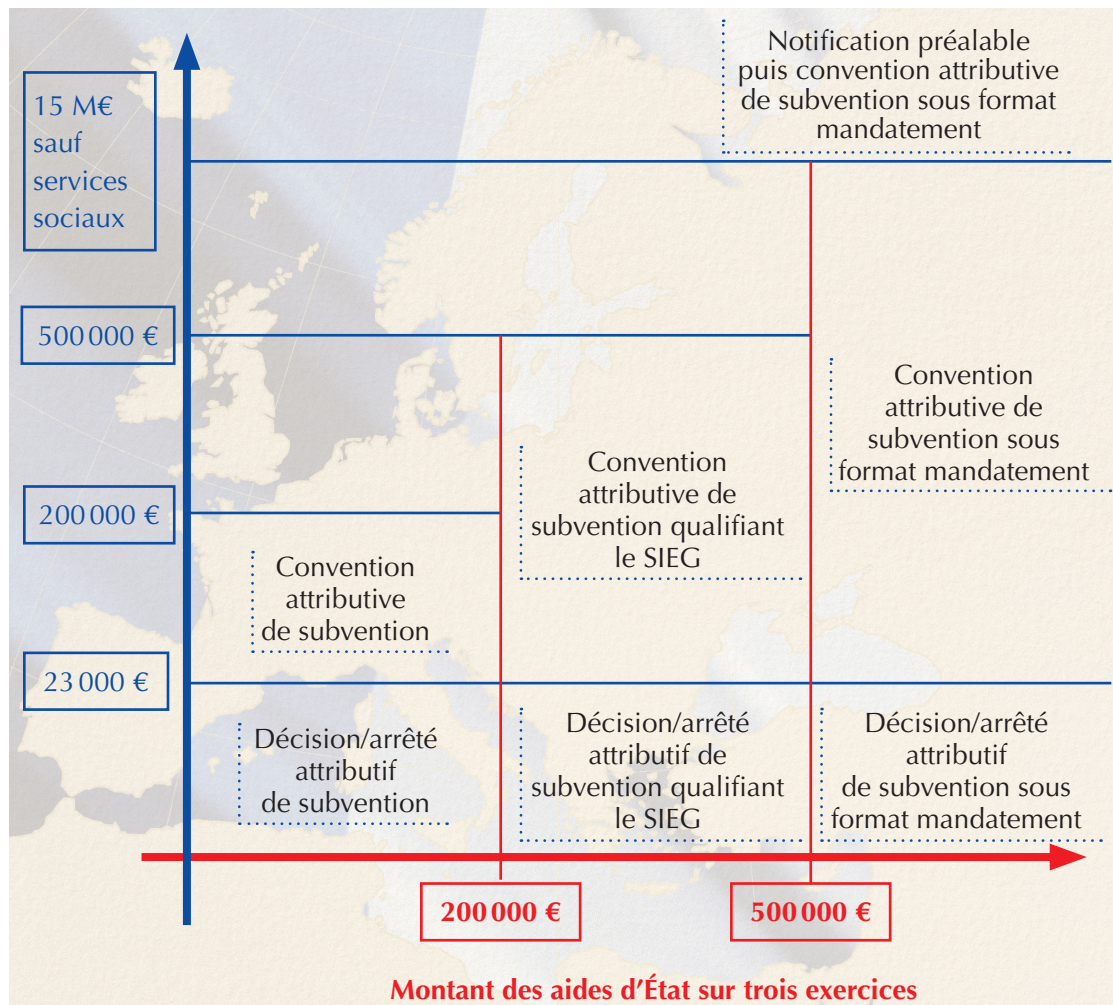 Notification préalable
puis convention attributive
de subvention sous format
mandatement
15 M€
sauf
services
sociaux
500 000 €
Convention
attributive de
subvention sous
format mandatement
Convention
attributive de
subvention qualifiant
le SIEG
200 000 €
Convention
attributive
de subvention
23 000 €
Décision/arrêté
attributif
de subvention
Décision/arrêté
attributif de
subvention qualifiant
le SIEG
Décision/arrêté
attributif
de subvention sous
format mandatement
200 000 €
500 000 €
Montant des aides d’État sur trois exercices